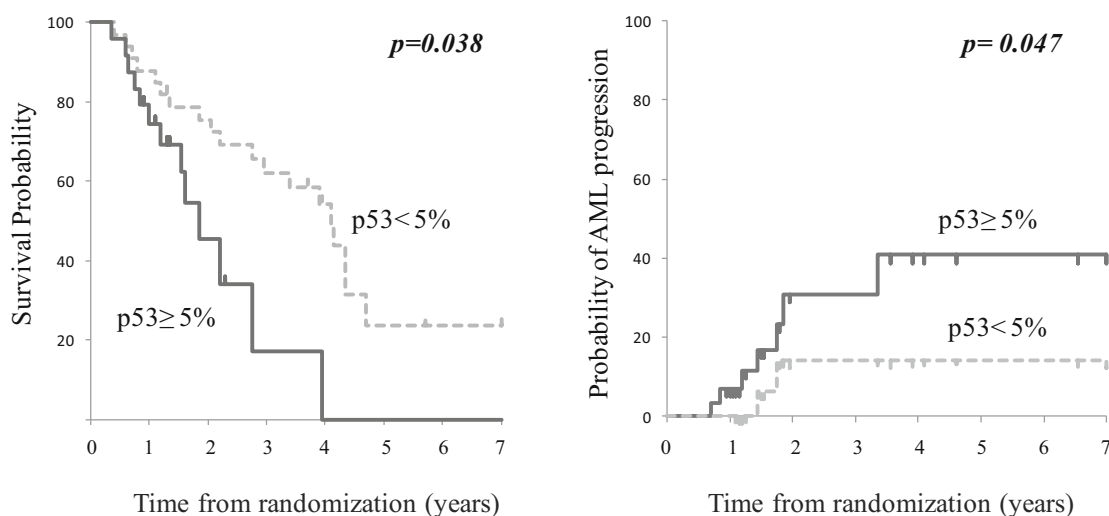 100
80
60
40
20
Survival Probability
p=0.038
p53< 5%
p53≥ 5%
0 1 2 3 4 5 6 7
Time from randomization (years)
100
80
60
40
20
0
Probability of AML progression
p= 0.047
p53≥ 5%
p53< 5%
0 1 2 3 4 5 6 7
Time from randomization (years)